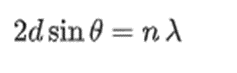 2d sin θ = n λ